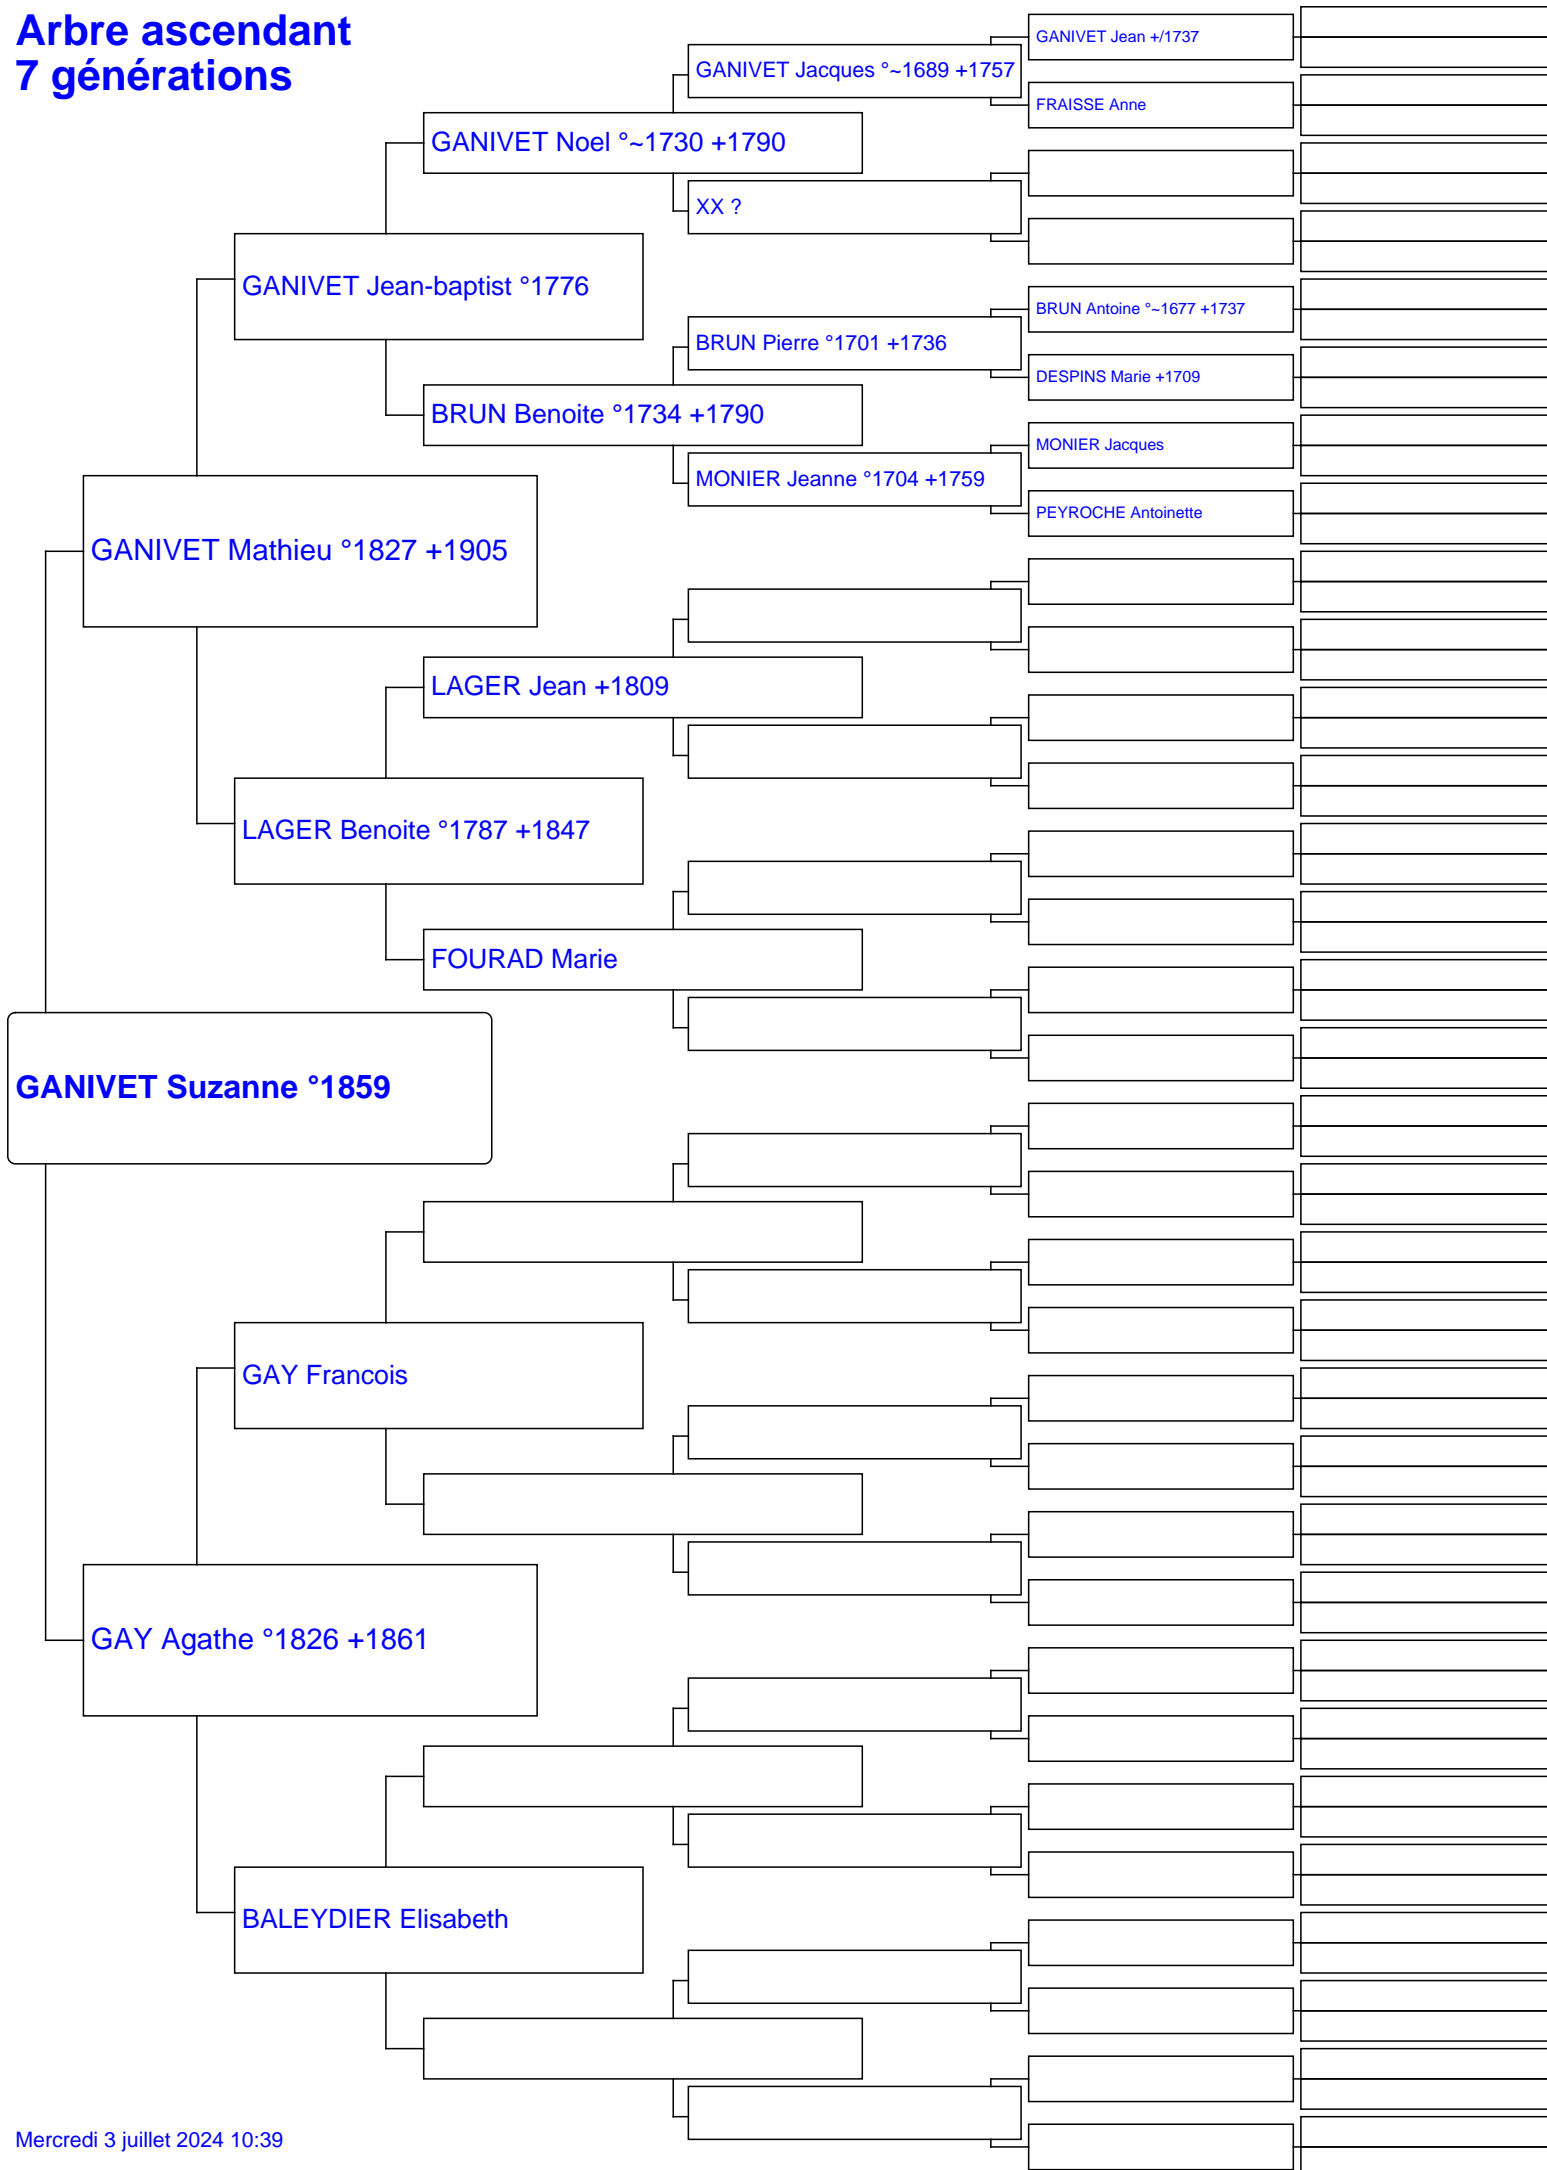 Arbre ascendant
7 générations
GANIVET Jean +/1737
GANIVET Jacques °~1689 +1757
FRAISSE Anne
GANIVET Noel °~1730 +1790
XX ?
GANIVET Jean-baptist °1776
BRUN Antoine °~1677 +1737
BRUN Pierre °1701 +1736
DESPINS Marie +1709
BRUN Benoite °1734 +1790
MONIER Jacques
MONIER Jeanne °1704 +1759
PEYROCHE Antoinette
GANIVET Mathieu °1827 +1905
LAGER Jean +1809
LAGER Benoite °1787 +1847
FOURAD Marie
GANIVET Suzanne °1859
GAY Francois
GAY Agathe °1826 +1861
BALEYDIER Elisabeth
Mercredi 3 juillet 2024 10:39